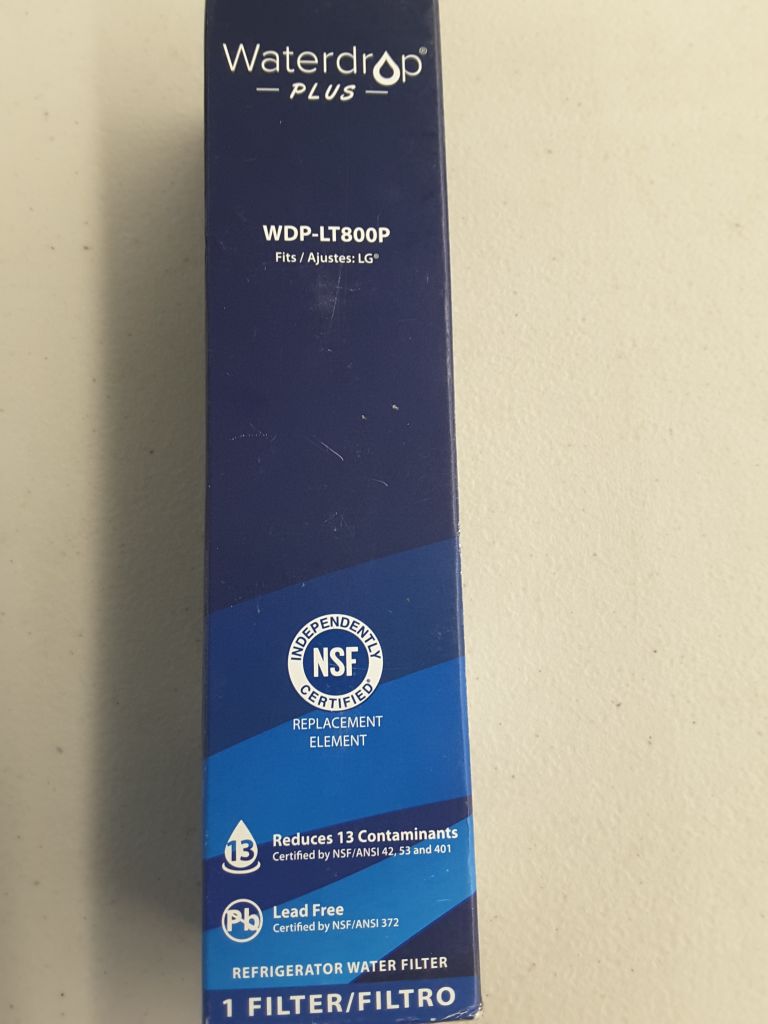 Waterdrop®
PLUS
WDP-LT800P
Fits / Ajustes: LG®
INDEPENDENTLY
NSF
CERTIFIED®
REPLACEMENT
ELEMENT
13
Reduces 13 Contaminants
Certified by NSF/ANSI 42, 53 and 401
Pb
Lead Free
Certified by NSF/ANSI 372
REFRIGERATOR WATER FILTER
1 FILTER/FILTRO